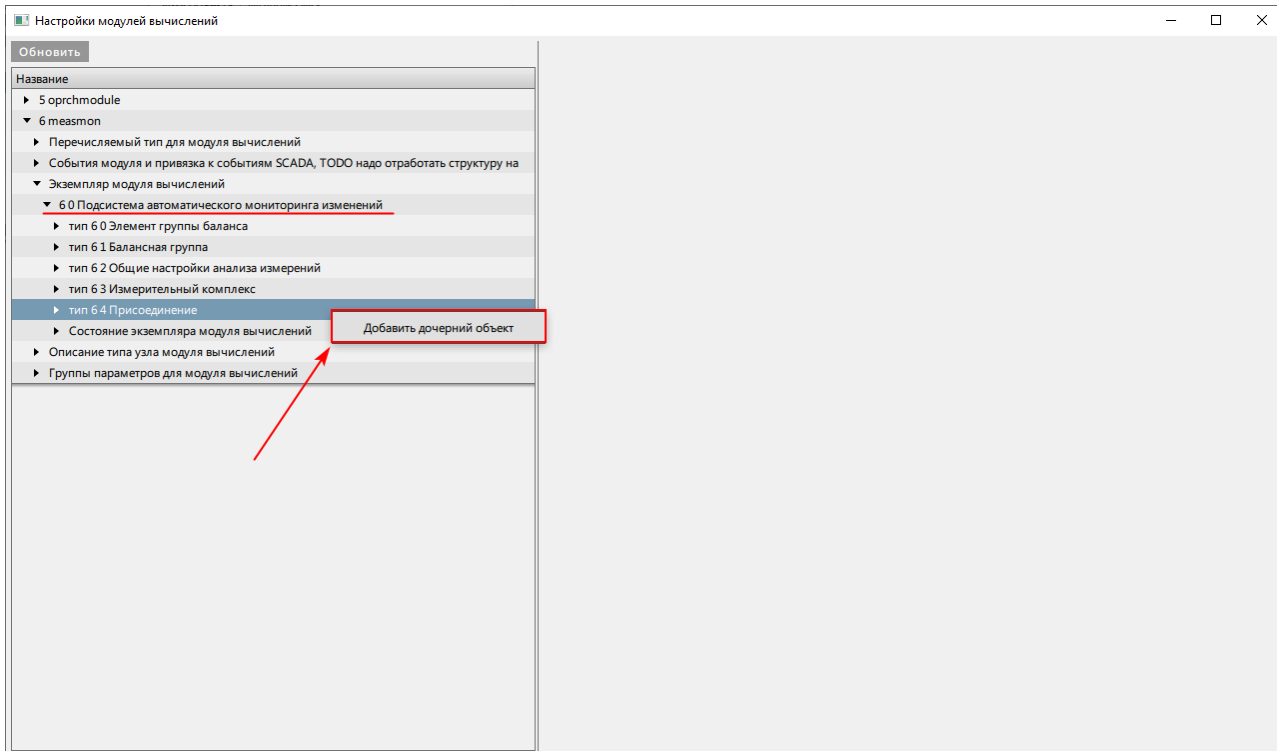 Настройки модулей вычислений
Обновить
Название
5 oprchmodule
6 measmon
Перечисляемый тип для модуля вычислений
События модуля и привязка к событиям SCADA, TODO надо отработать структуру на
Экземпляр модуля вычислений
6 0 Подсистема автоматического мониторинга изменений
тип 6 0 Элемент группы баланса
тип 6 1 Балансная группа
тип 6 2 Общие настройки анализа измерений
тип 6 3 Измерительный комплекс
тип 6 4 Присоединение
Добавить дочерний объект
Состояние экземпляра модуля вычислений
Описание типа узла модуля вычислений
Группы параметров для модуля вычислений